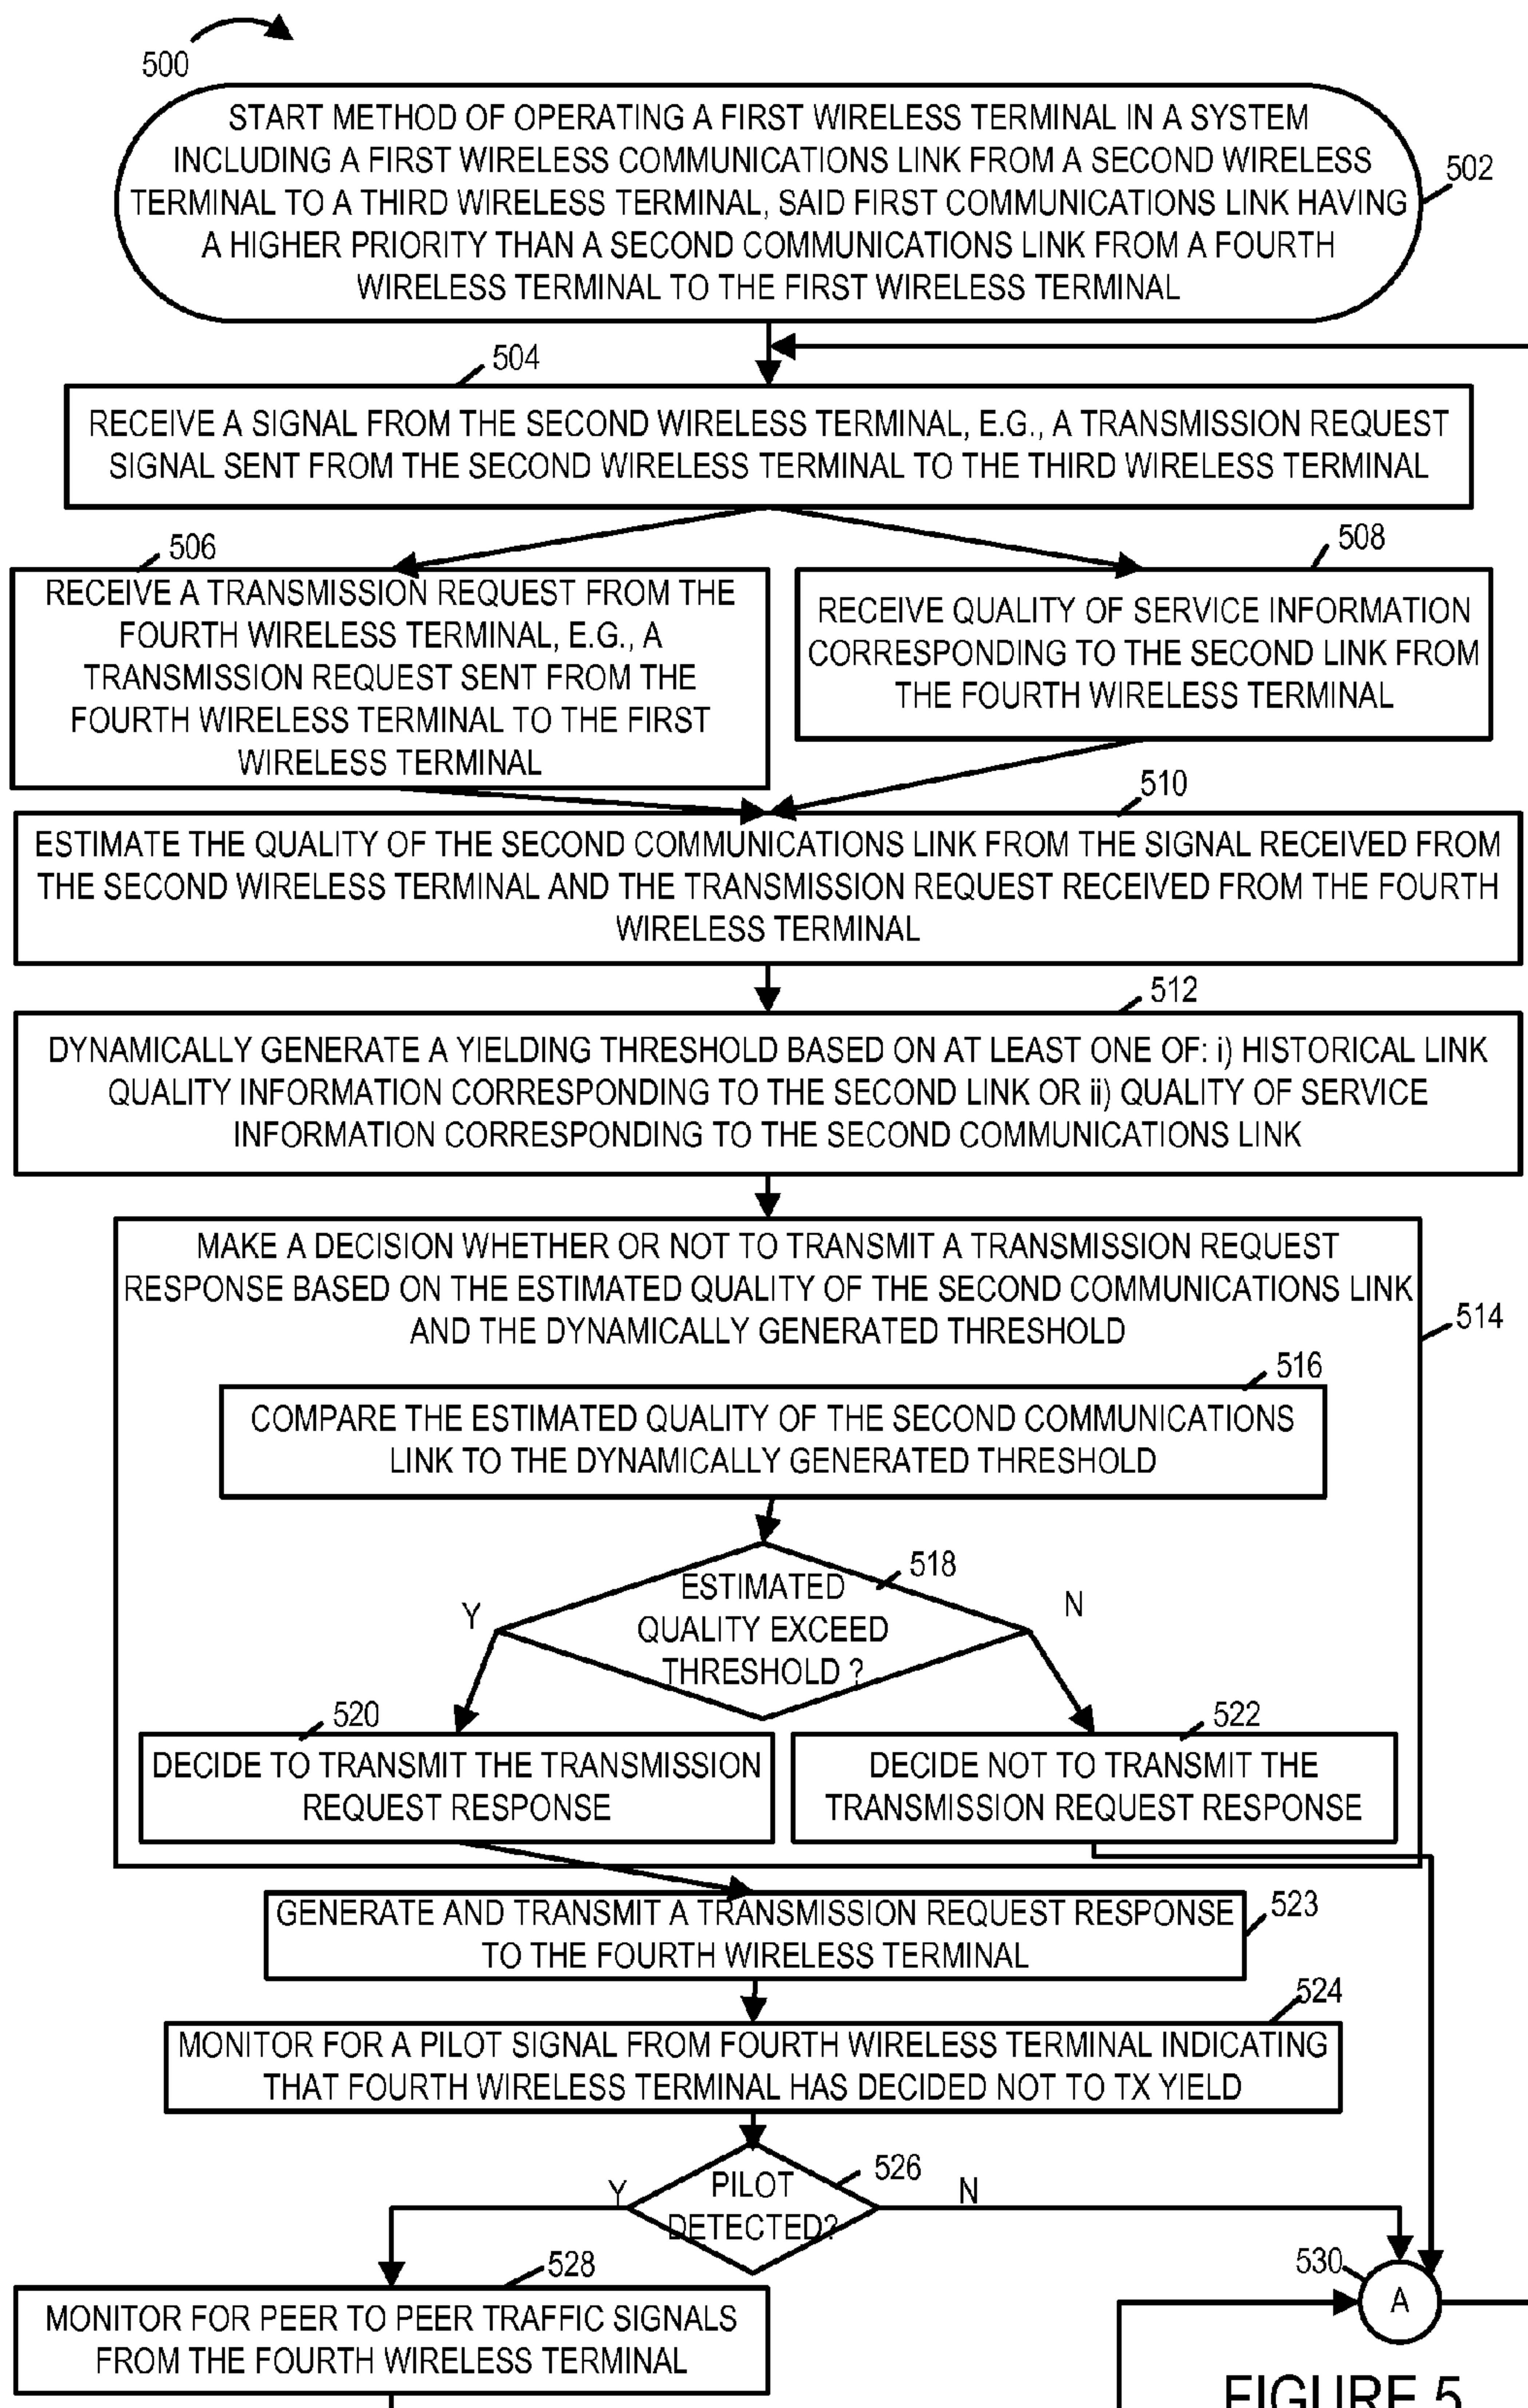 500
START METHOD OF OPERATING A FIRST WIRELESS TERMINAL IN A SYSTEM
INCLUDING A FIRST WIRELESS COMMUNICATIONS LINK FROM A SECOND WIRELESS
TERMINAL TO A THIRD WIRELESS TERMINAL, SAID FIRST COMMUNICATIONS LINK HAVING
A HIGHER PRIORITY THAN A SECOND COMMUNICATIONS LINK FROM A FOURTH
WIRELESS TERMINAL TO THE FIRST WIRELESS TERMINAL
502
504
RECEIVE A SIGNAL FROM THE SECOND WIRELESS TERMINAL, E.G., A TRANSMISSION REQUEST
SIGNAL SENT FROM THE SECOND WIRELESS TERMINAL TO THE THIRD WIRELESS TERMINAL
506
RECEIVE A TRANSMISSION REQUEST FROM THE
FOURTH WIRELESS TERMINAL, E.G., A
TRANSMISSION REQUEST SENT FROM THE
FOURTH WIRELESS TERMINAL TO THE FIRST
WIRELESS TERMINAL
508
RECEIVE QUALITY OF SERVICE INFORMATION
CORRESPONDING TO THE SECOND LINK FROM
THE FOURTH WIRELESS TERMINAL
510
ESTIMATE THE QUALITY OF THE SECOND COMMUNICATIONS LINK FROM THE SIGNAL RECEIVED FROM
THE SECOND WIRELESS TERMINAL AND THE TRANSMISSION REQUEST RECEIVED FROM THE FOURTH
WIRELESS TERMINAL
512
DYNAMICALLY GENERATE A YIELDING THRESHOLD BASED ON AT LEAST ONE OF: i) HISTORICAL LINK
QUALITY INFORMATION CORRESPONDING TO THE SECOND LINK OR ii) QUALITY OF SERVICE
INFORMATION CORRESPONDING TO THE SECOND COMMUNICATIONS LINK
MAKE A DECISION WHETHER OR NOT TO TRANSMIT A TRANSMISSION REQUEST
RESPONSE BASED ON THE ESTIMATED QUALITY OF THE SECOND COMMUNICATIONS LINK
AND THE DYNAMICALLY GENERATED THRESHOLD
514
516
COMPARE THE ESTIMATED QUALITY OF THE SECOND COMMUNICATIONS
LINK TO THE DYNAMICALLY GENERATED THRESHOLD
518
ESTIMATED
QUALITY EXCEED
THRESHOLD ?
Y
N
520
DECIDE TO TRANSMIT THE TRANSMISSION
REQUEST RESPONSE
522
DECIDE NOT TO TRANSMIT THE
TRANSMISSION REQUEST RESPONSE
GENERATE AND TRANSMIT A TRANSMISSION REQUEST RESPONSE
TO THE FOURTH WIRELESS TERMINAL
523
524
MONITOR FOR A PILOT SIGNAL FROM FOURTH WIRELESS TERMINAL INDICATING
THAT FOURTH WIRELESS TERMINAL HAS DECIDED NOT TO TX YIELD
526
PILOT
DETECTED?
Y
N
528
MONITOR FOR PEER TO PEER TRAFFIC SIGNALS
FROM THE FOURTH WIRELESS TERMINAL
530
A
FIGURE 5